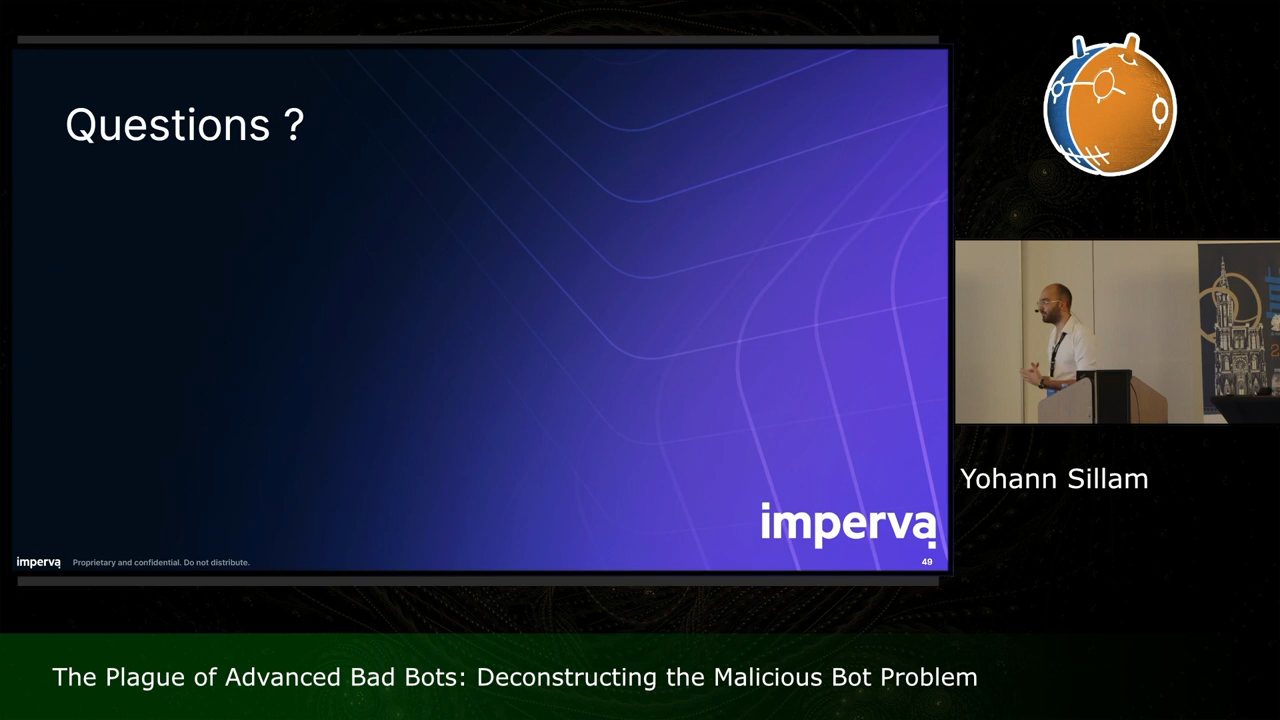 Questions ?
imperva
imperva
Proprietary and confidential. Do not distribute.
49
Yohann Sillam
The Plague of Advanced Bad Bots: Deconstructing the Malicious Bot Problem